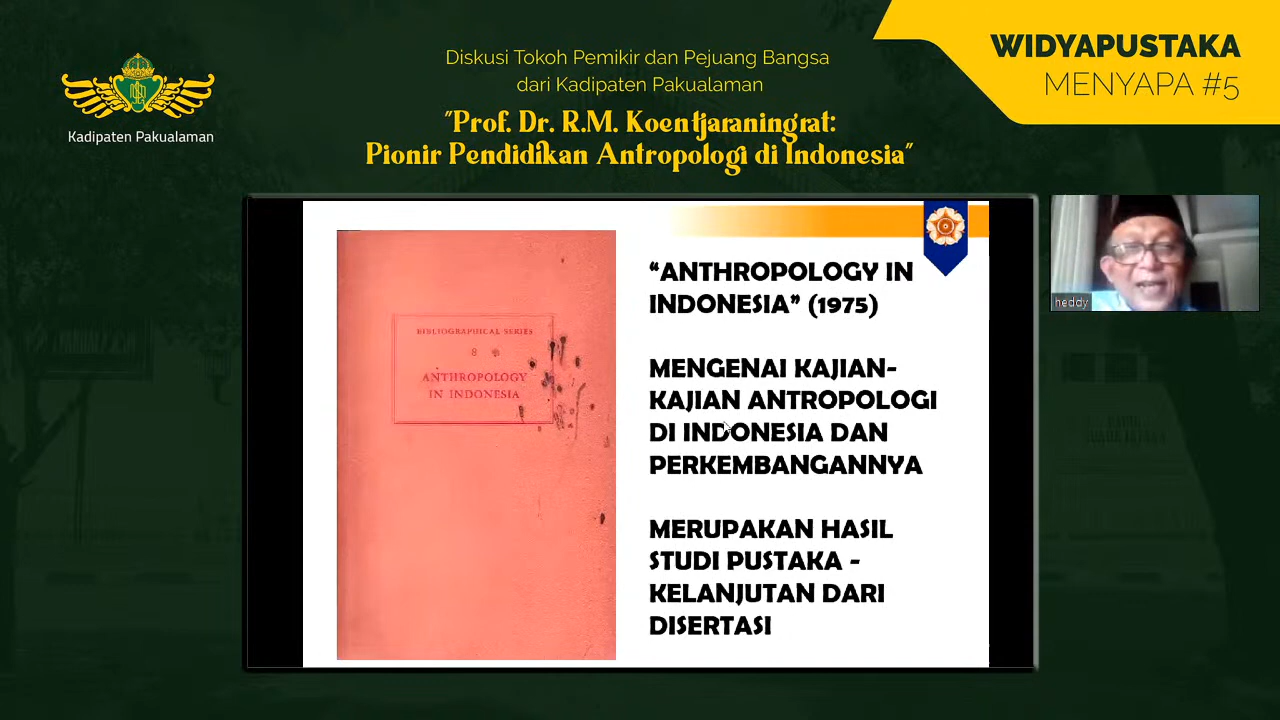 Diskusi Tokoh Pemikir dan Pejuang Bangsa
dari Kadipaten Pakualaman
"Prof. Dr. R.M. Koentjaraningrat:
Pionir Pendidikan Antropologi di Indonesia"
WIDYAPUSTAKA
MENYAPA #5
Kadipaten Pakualaman
BIBLIOGRAPHICAL SERIES
8
ANTHROPOLOGY
IN INDONESIA
“ANTHROPOLOGY IN
INDONESIA” (1975)
MENGENAI KAJIAN-
KAJIAN ANTROPOLOGI
DI INDONESIA DAN
PERKEMBANGANNYA
MERUPAKAN HASIL
STUDI PUSTAKA -
KELANJUTAN DARI
DISERTASI
heddy